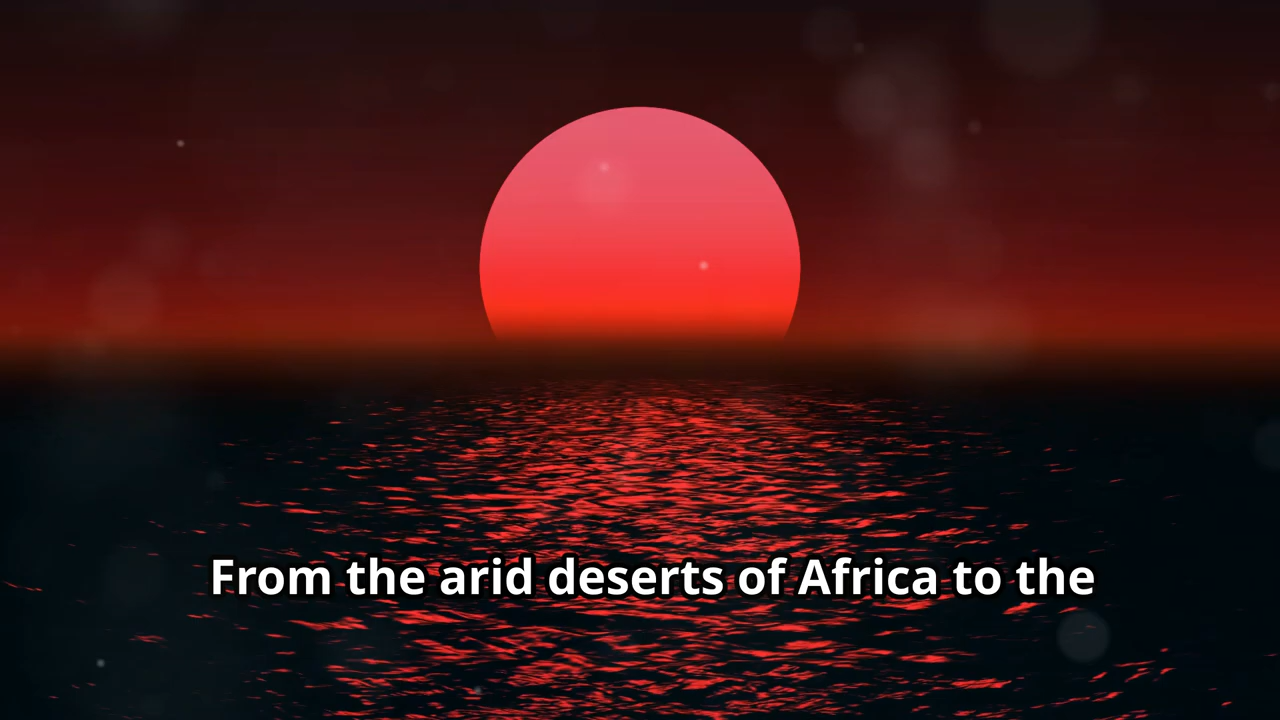 From the arid deserts of Africa to the